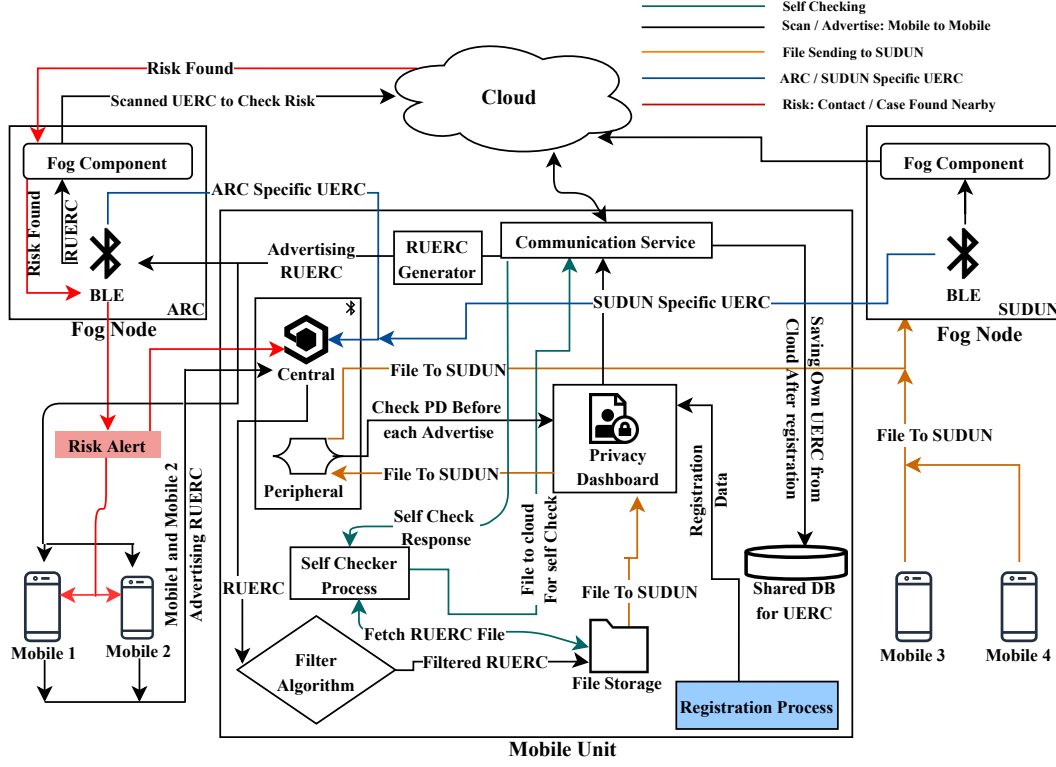 Self Checking
Scan / Advertise: Mobile to Mobile
File Sending to SUDUN
ARC / SUDUN Specific UERC
Risk: Contact / Case Found Nearby
Risk Found
Scanned UERC to Check Risk
Cloud
Fog Component
Risk Found
RUERC
BLE
ARC
Fog Node
ARC Specific UERC
Fog Component
BLE
SUDUN
Fog Node
Advertising
RUERC
RUERC
Generator
Communication Service
SUDUN Specific UERC
Central
File To SUDUN
Check PD Before
each Advertise
Peripheral
File To SUDUN
Privacy
Dashboard
Saving Own UERC from
Cloud After registration
Registration
Data
File To SUDUN
Risk Alert
Mobile1 and Mobile 2
Advertising RUERC
Self Check
Response
File to cloud
For self Check
Self Checker
Process
RUERC
File To SUDUN
Shared DB
for UERC
Fetch RUERC File
Filter
Algorithm
Filtered RUERC
File Storage
Registration Process
Mobile 1
Mobile 2
Mobile 3
Mobile 4
Mobile Unit